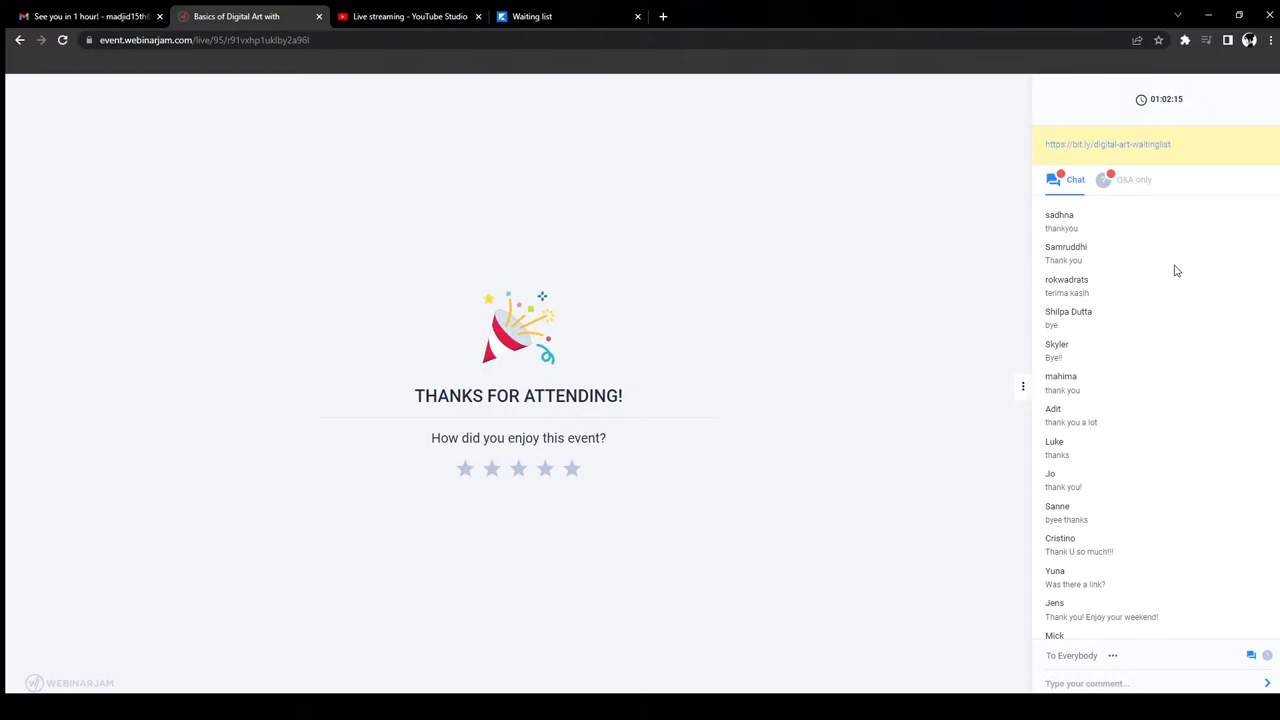 See you in 1 hour! - madjid15th@
Basics of Digital Art with
Live streaming - YouTube Studio
Waiting list
event.webinarjam.com/live/95/r91vxhp1uklby2a96l
01:02:15
https://bit.ly/digital-art-waitinglist
Chat
Q&A only
sadhna
thankyou
Samruddhi
Thank you
rokwadrats
terima kasih
Shilpa Dutta
bye
Skyler
Bye!!
mahima
thank you
Adit
thank you a lot
Luke
thanks
Jo
thank you!
Sanne
byee thanks
Cristino
Thank U so much!!!
Yuna
Was there a link?
Jens
Thank you! Enjoy your weekend!
Mick
To Everybody
Type your comment...
THANKS FOR ATTENDING!
How did you enjoy this event?
WEBINARJAM